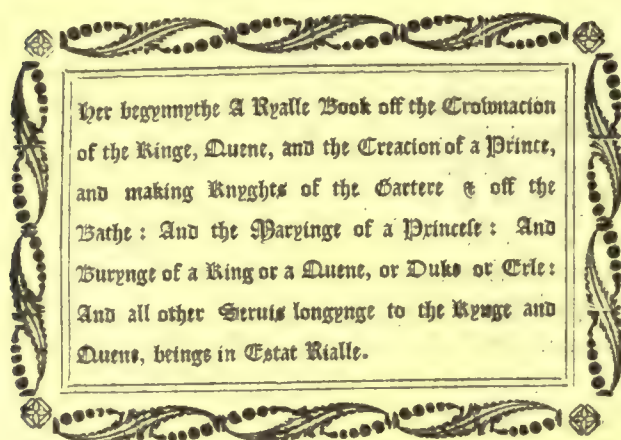 Her begynnythe A Ryalle Book off the Crownacion
of the Kinge, Quene, and the Creacion of a Prince,
and making Knyghts of the Gartere & off the
Bathe: And the Maryinge of a Princese: And
Burynge of a King or a Quene, or Duke or Erle:
And all other Seruis longynge to the Kynge and
Quene, beinge in Estat Rialle.